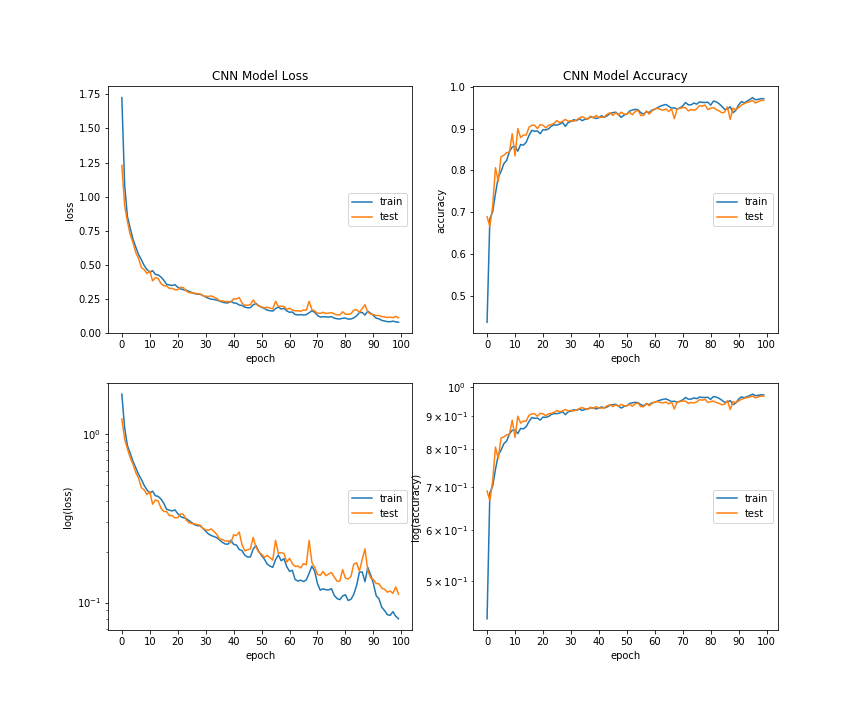 CNN Model Loss
1.75
1.50
1.25
1.00
0.75
0.50
0.25
0.00
loss
0 10 20 30 40 50 60 70 80 90 100
epoch
train
test
CNN Model Accuracy
1.0
0.9
0.8
0.7
0.6
0.5
accuracy
0 10 20 30 40 50 60 70 80 90 100
epoch
train
test
10⁰
10⁻¹
log(loss)
0 10 20 30 40 50 60 70 80 90 100
epoch
train
test
10⁰
9 × 10⁻¹
8 × 10⁻¹
7 × 10⁻¹
6 × 10⁻¹
5 × 10⁻¹
log(accuracy)
0 10 20 30 40 50 60 70 80 90 100
epoch
train
test